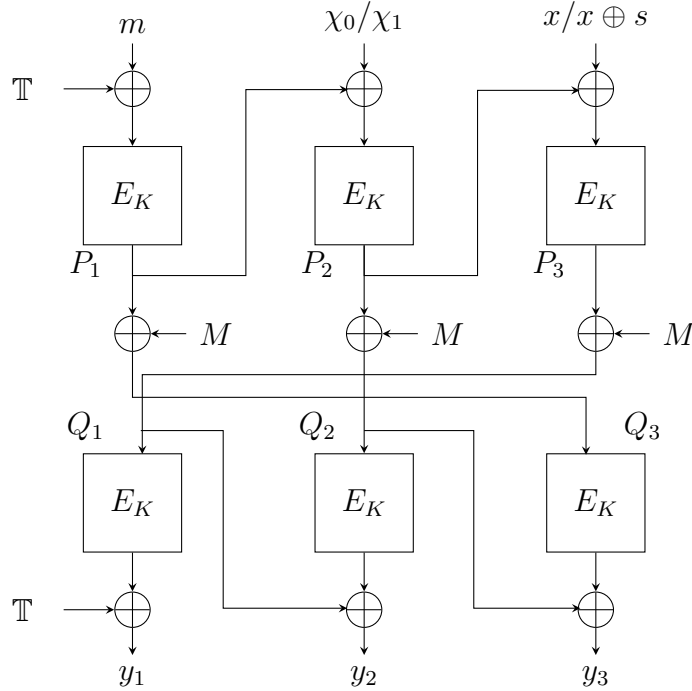 m χ₀/χ₁ x/x ⊕ s
𝕋
E_K E_K E_K
P₁ P₂ P₃
M M M
Q₁ Q₂ Q₃
E_K E_K E_K
𝕋
y₁ y₂ y₃